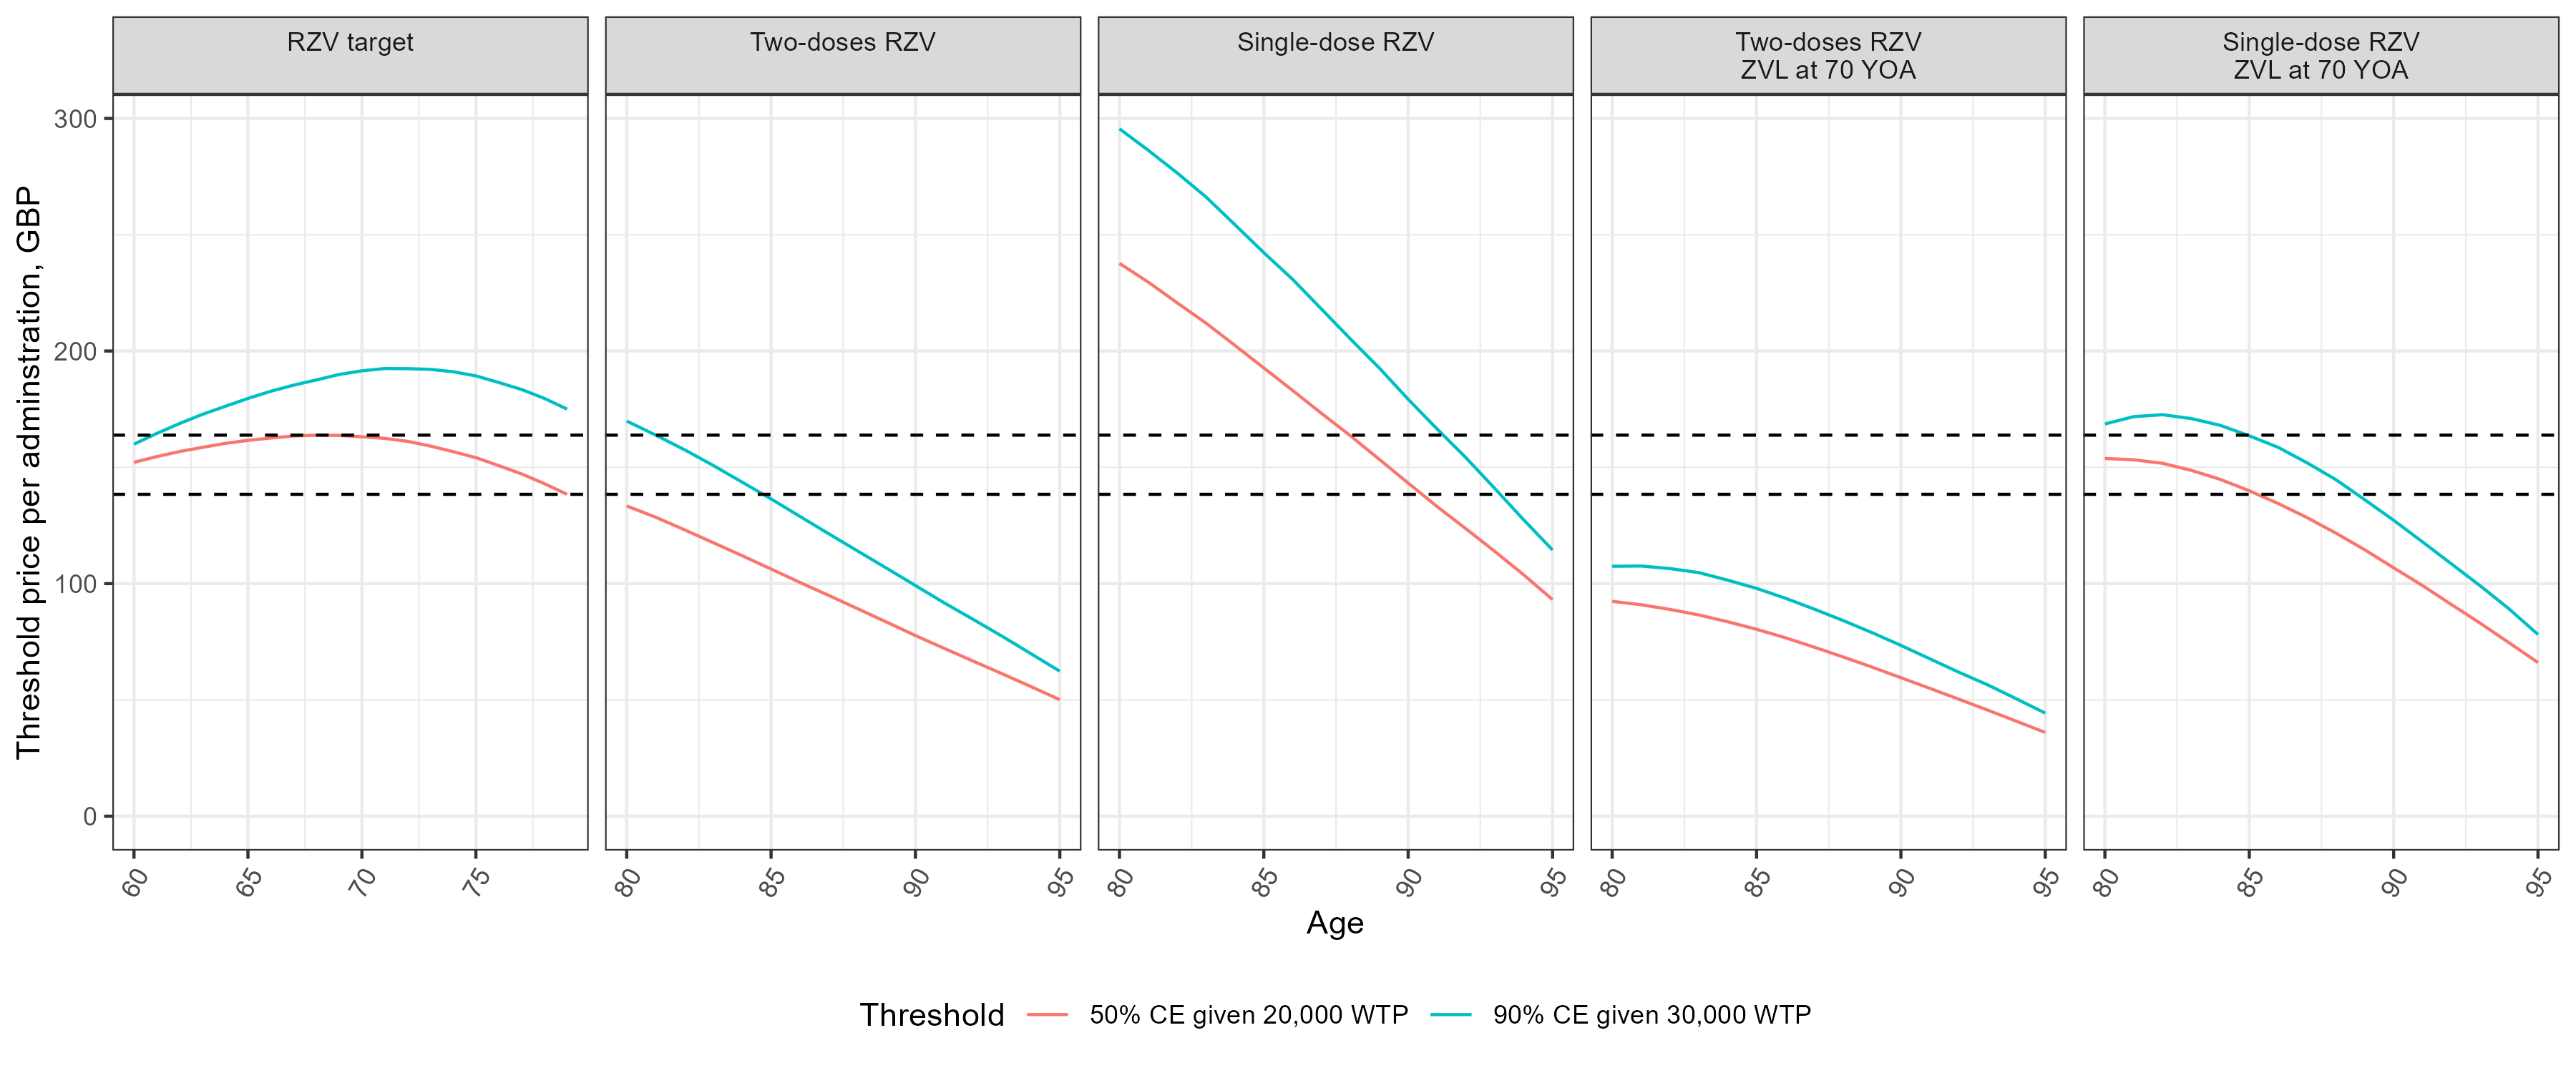 RZV target
Two-doses RZV
Single-dose RZV
Two-doses RZV
ZVL at 70 YOA
Single-dose RZV
ZVL at 70 YOA
Threshold price per adminstration, GBP
300
200
100
0
60 65 70 75
80 85 90 95
80 85 90 95
80 85 90 95
80 85 90 95
Age
Threshold 50% CE given 20,000 WTP 90% CE given 30,000 WTP